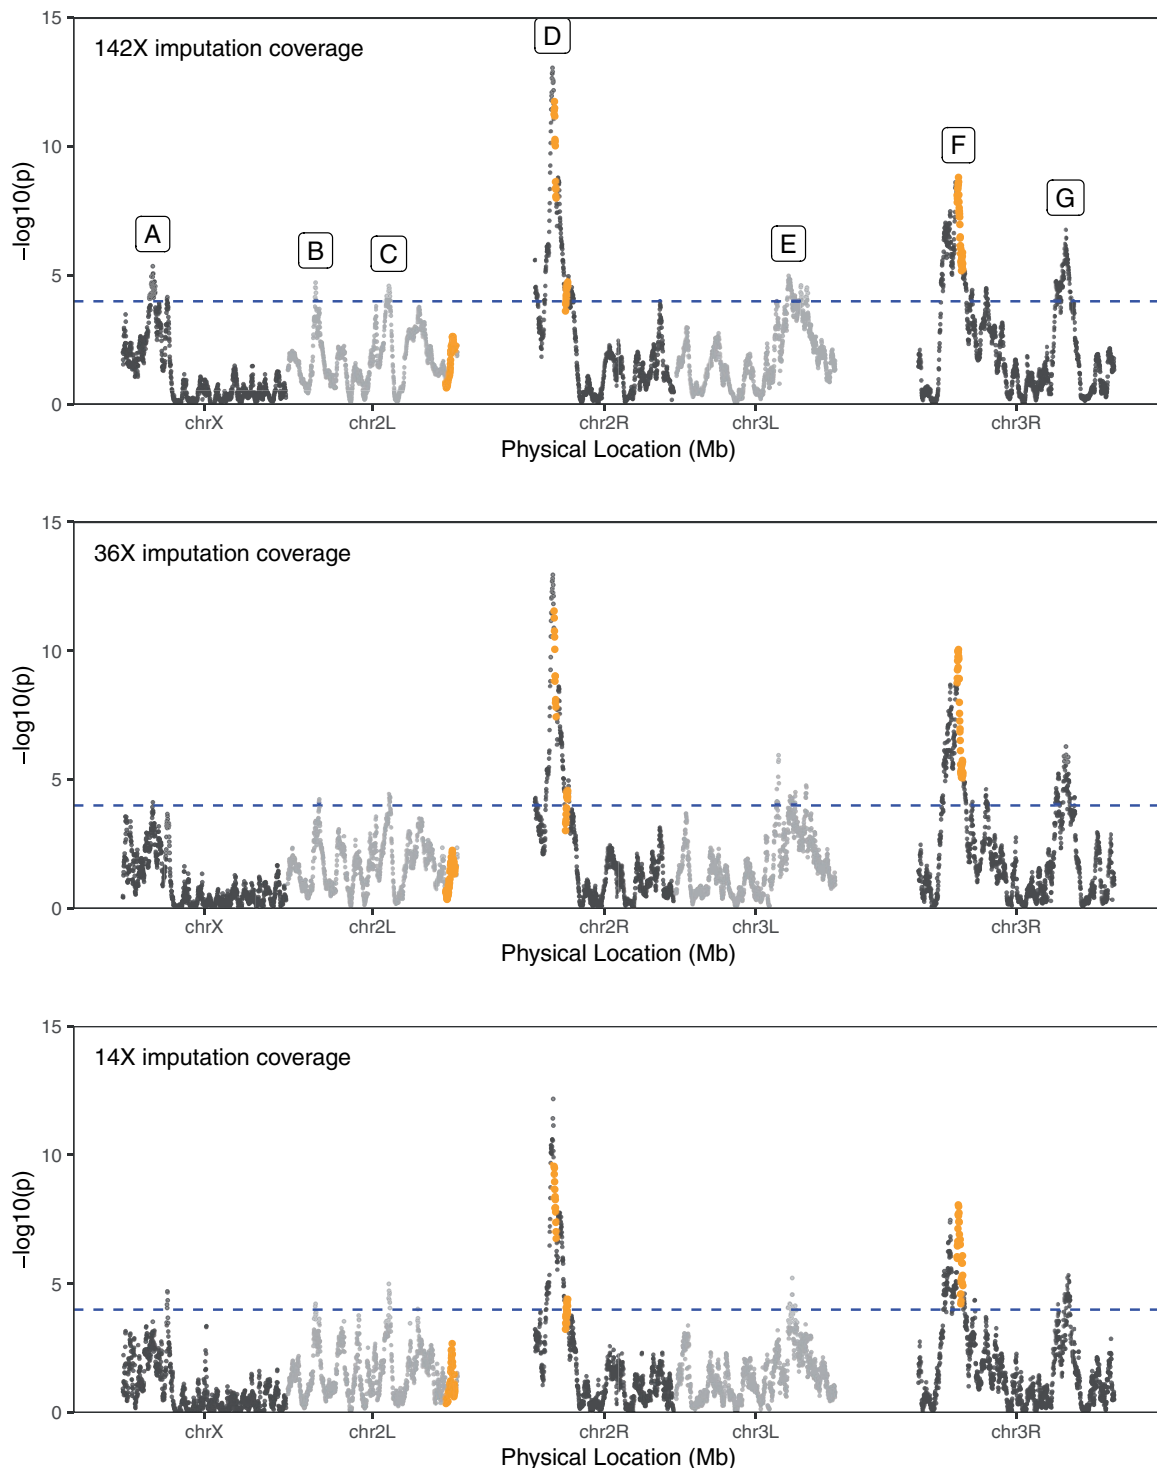 15
142X imputation coverage
D
10
F
A
G
B
C
E
5
0
−log10(p)
chrX
chr2L
chr2R
chr3L
chr3R
Physical Location (Mb)
15
36X imputation coverage
10
5
0
−log10(p)
chrX
chr2L
chr2R
chr3L
chr3R
Physical Location (Mb)
15
14X imputation coverage
10
5
0
−log10(p)
chrX
chr2L
chr2R
chr3L
chr3R
Physical Location (Mb)